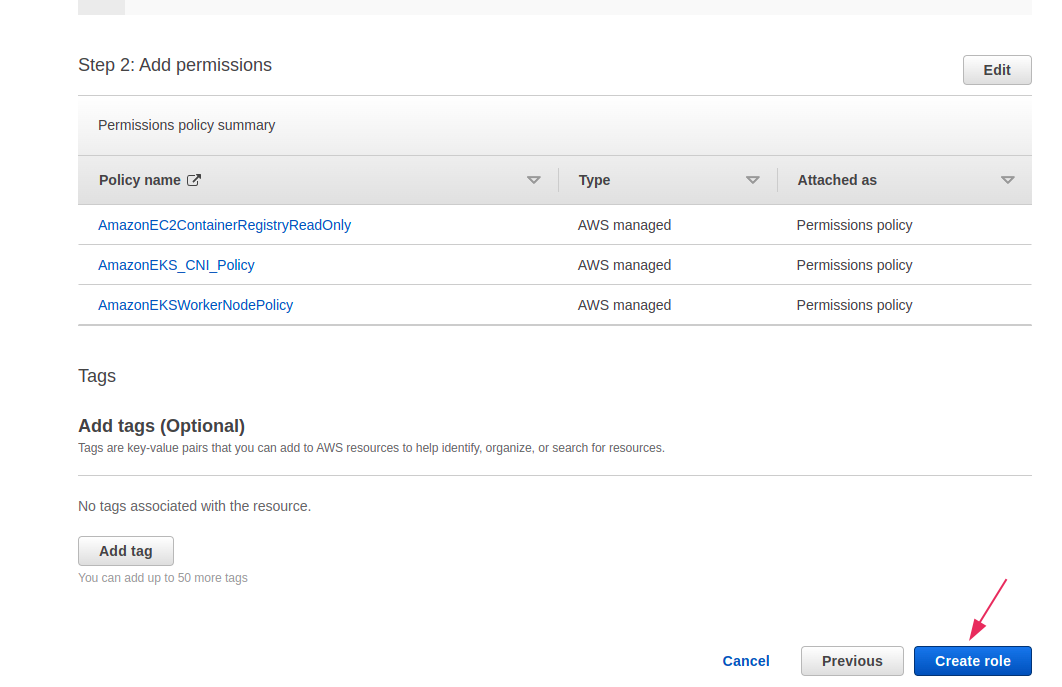 Step 2: Add permissions
Edit
Permissions policy summary
Policy name Type Attached as
AmazonEC2ContainerRegistryReadOnly AWS managed Permissions policy
AmazonEKS_CNI_Policy AWS managed Permissions policy
AmazonEKSWorkerNodePolicy AWS managed Permissions policy
Tags
Add tags (Optional)
Tags are key-value pairs that you can add to AWS resources to help identify, organize, or search for resources.
No tags associated with the resource.
Add tag
You can add up to 50 more tags
Cancel Previous Create role